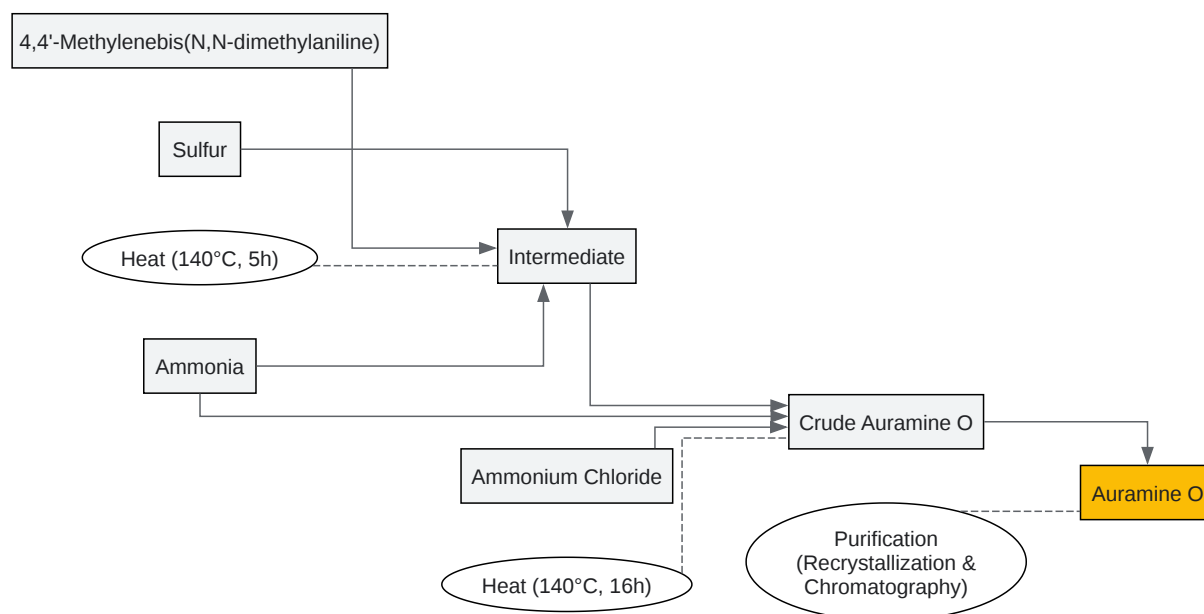 4,4'-Methylenebis(N,N-dimethylaniline)
Sulfur
Heat (140°C, 5h)
Intermediate
Ammonia
Crude Auramine O
Ammonium Chloride
Auramine O
Purification
(Recrystallization &
Chromatography)
Heat (140°C, 16h)